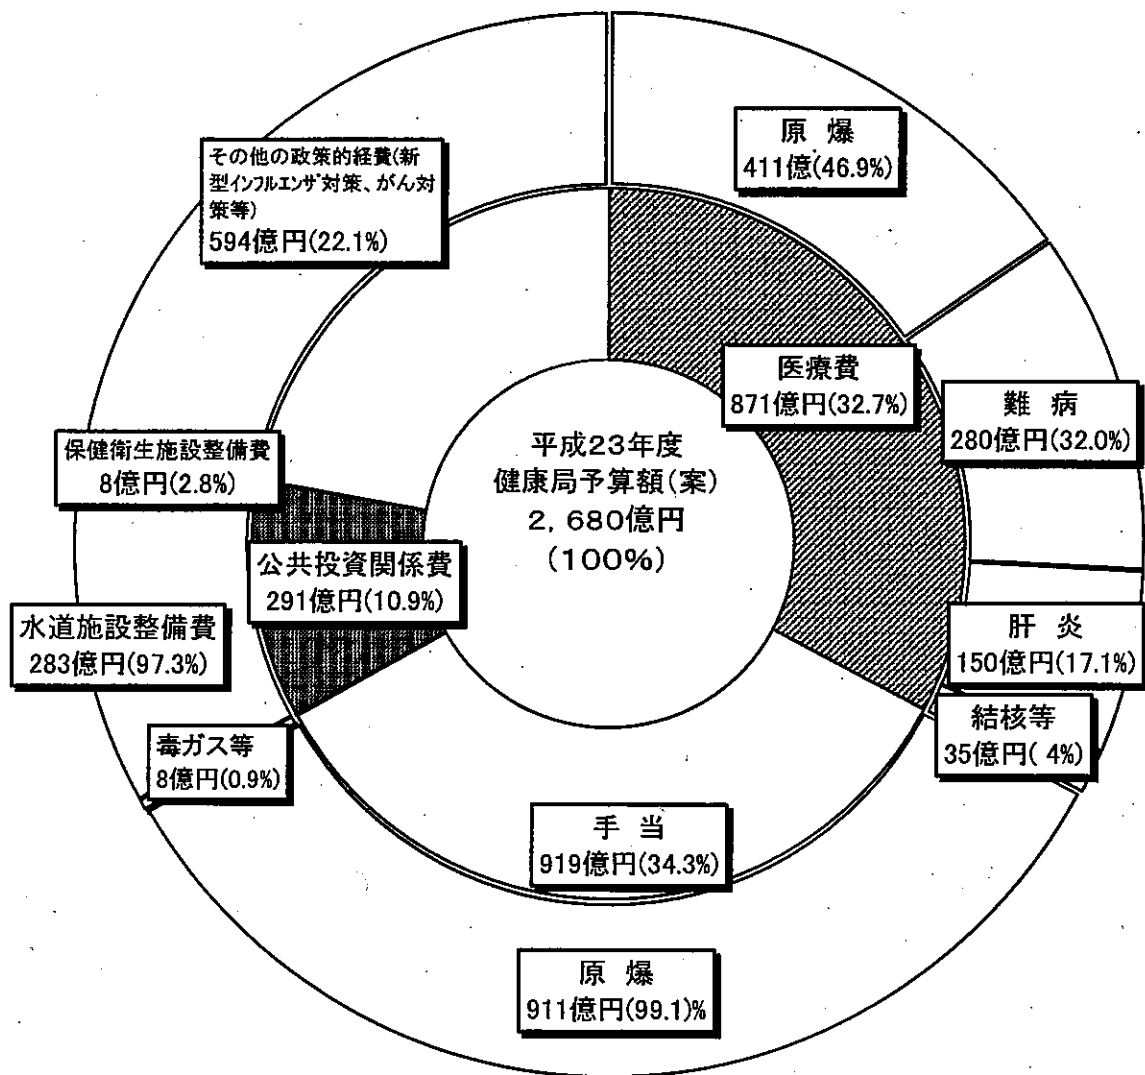 平成23年度
健康局予算額(案)
2,680億円
(100%)
原 爆
411億(46.9%)
医療費
871億円(32.7%)
難 病
280億円(32.0%)
肝 炎
150億円(17.1%)
結核等
35億円( 4%)
手 当
919億円(34.3%)
原 爆
911億円(99.1)%
毒ガス等
8億円(0.9%)
公共投資関係費
291億円(10.9%)
水道施設整備費
283億円(97.3%)
保健衛生施設整備費
8億円(2.8%)
その他の政策的経費(新
型インフルエンザ対策、がん対
策等)
594億円(22.1%)